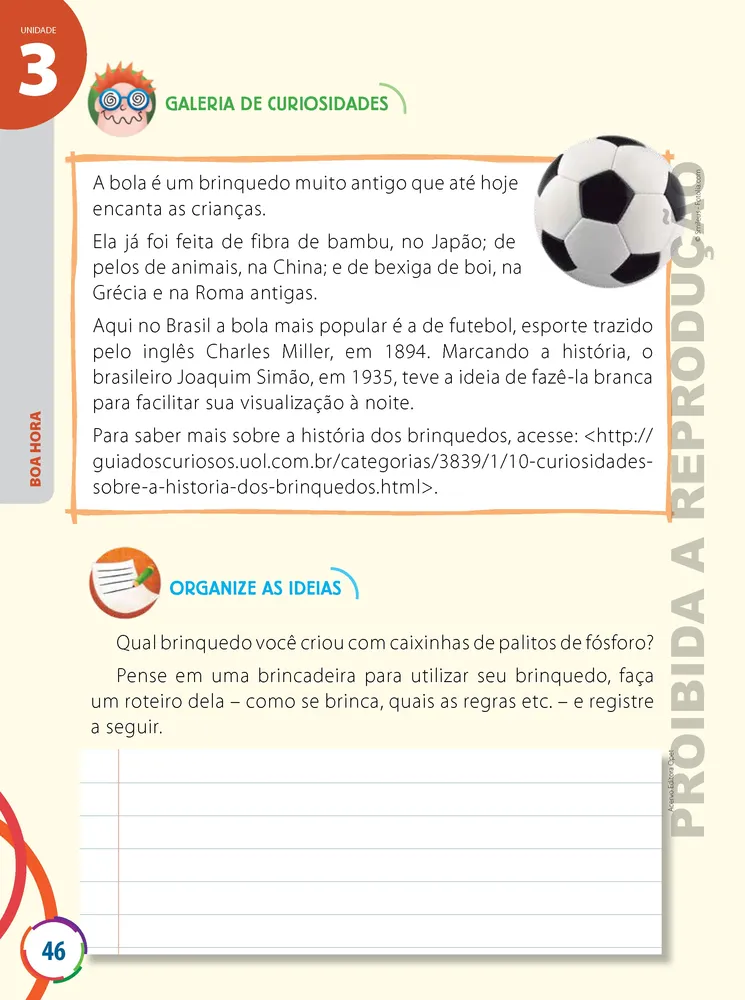 UNIDADE
3
GALERIA DE CURIOSIDADES
A bola é um brinquedo muito antigo que até hoje
encanta as crianças.
Ela já foi feita de fibra de bambu, no Japão; de
pelos de animais, na China; e de bexiga de boi, na
Grécia e na Roma antigas.
Aqui no Brasil a bola mais popular é a de futebol, esporte trazido
pelo inglês Charles Miller, em 1894. Marcando a história, o
brasileiro Joaquim Simão, em 1935, teve a ideia de fazê-la branca
para facilitar sua visualização à noite.
Para saber mais sobre a história dos brinquedos, acesse: <http://
guiadoscuriosos.uol.com.br/categorias/3839/1/10-curiosidades-
sobre-a-historia-dos-brinquedos.html>.
BOA HORA
ORGANIZE AS IDEIAS
Qual brinquedo você criou com caixinhas de palitos de fósforo?
Pense em uma brincadeira para utilizar seu brinquedo, faça
um roteiro dela – como se brinca, quais as regras etc. – e registre
a seguir.
Acervo Editora Opet
PROIBIDA A REPRODUÇÃO
46